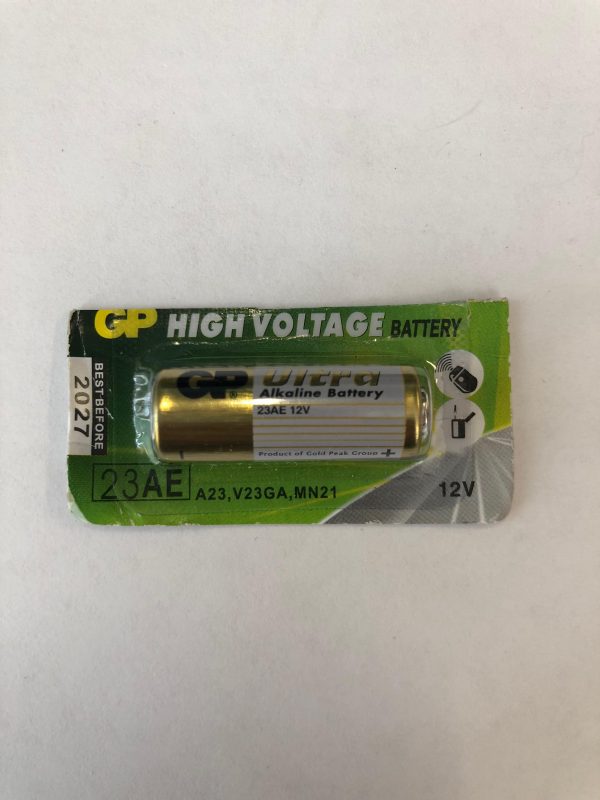 GP HIGH VOLTAGE BATTERY
BEST BEFORE
2027
GP Ultra
Alkaline Battery
23AE 12V
Product of Gold Peak Group +
-
23AE A23,V23GA,MN21 12V